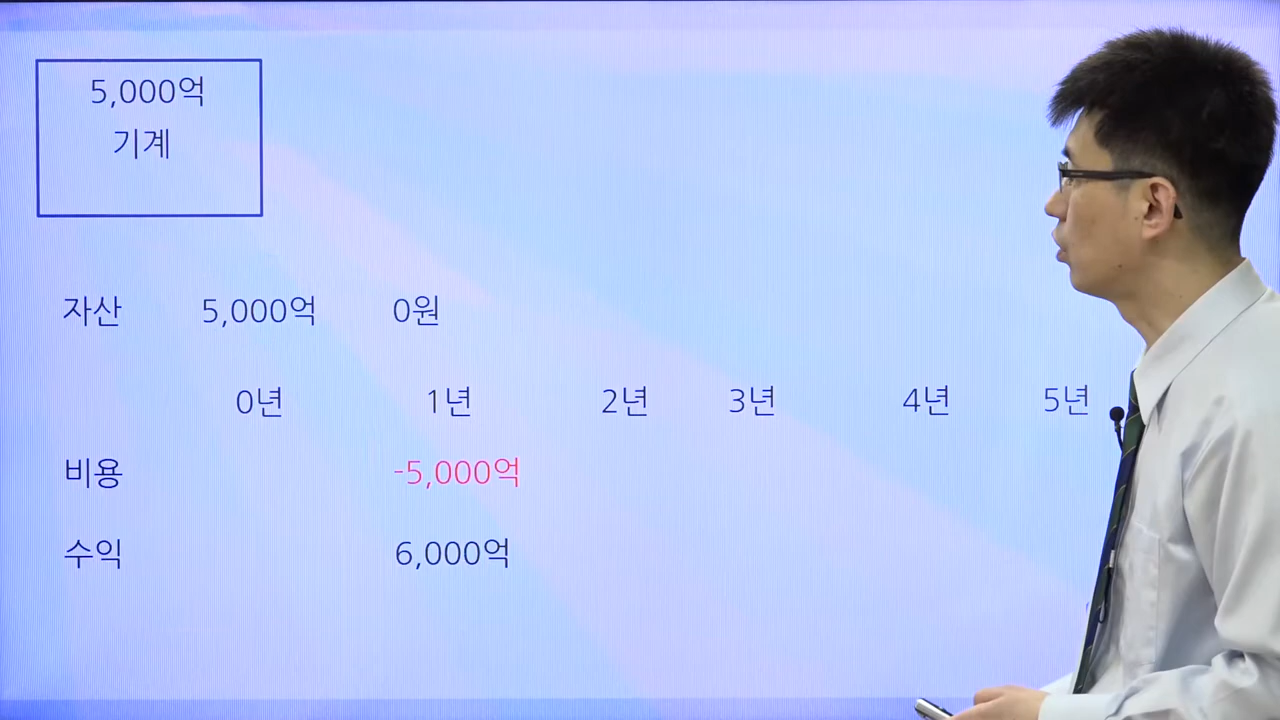 5,000억
기계
자산 5,000억 0원
0년 1년 2년 3년 4년 5년
비용 -5,000억
수익 6,000억